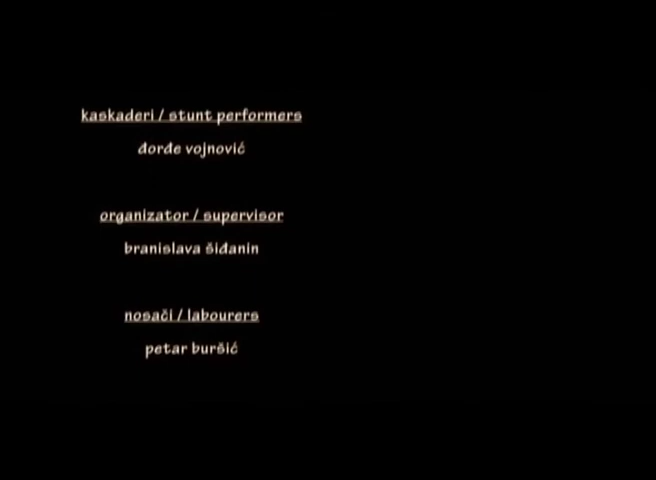 kaskaderi / stunt performers
đorđe vojnović
organizator / supervisor
branislava šiđanin
nosači / labourers
petar buršić